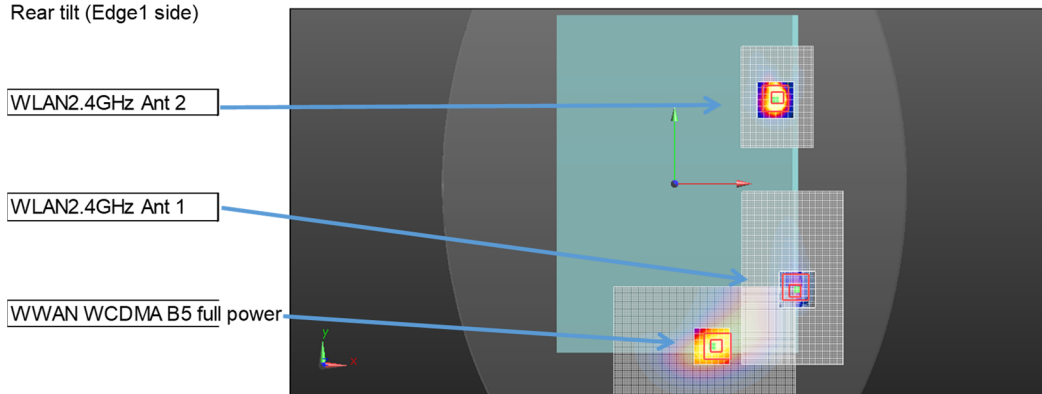 Rear tilt (Edge1 side)
WLAN2.4GHz Ant 2
WLAN2.4GHz Ant 1
WWAN WCDMA B5 full power
y
x